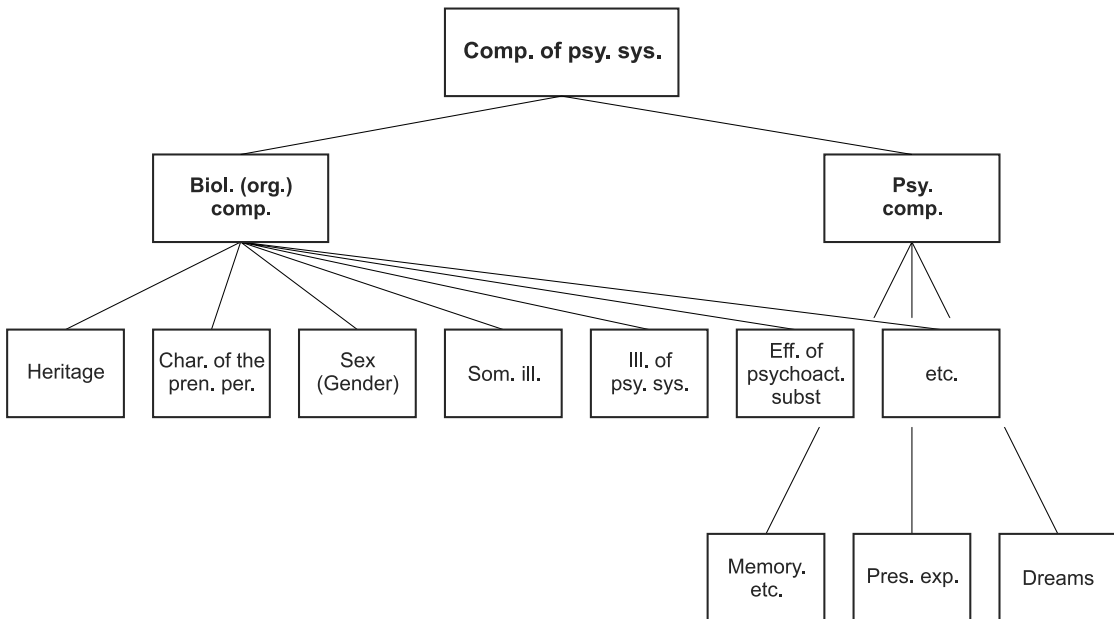 Comp. of psy. sys.
Biol. (org.)
comp.
Psy.
comp.
Heritage
Char. of the
pren. per.
Sex
(Gender)
Som. ill.
Ill. of
psy. sys.
Eff. of
psychoact.
subst
etc.
Memory.
etc.
Pres. exp.
Dreams